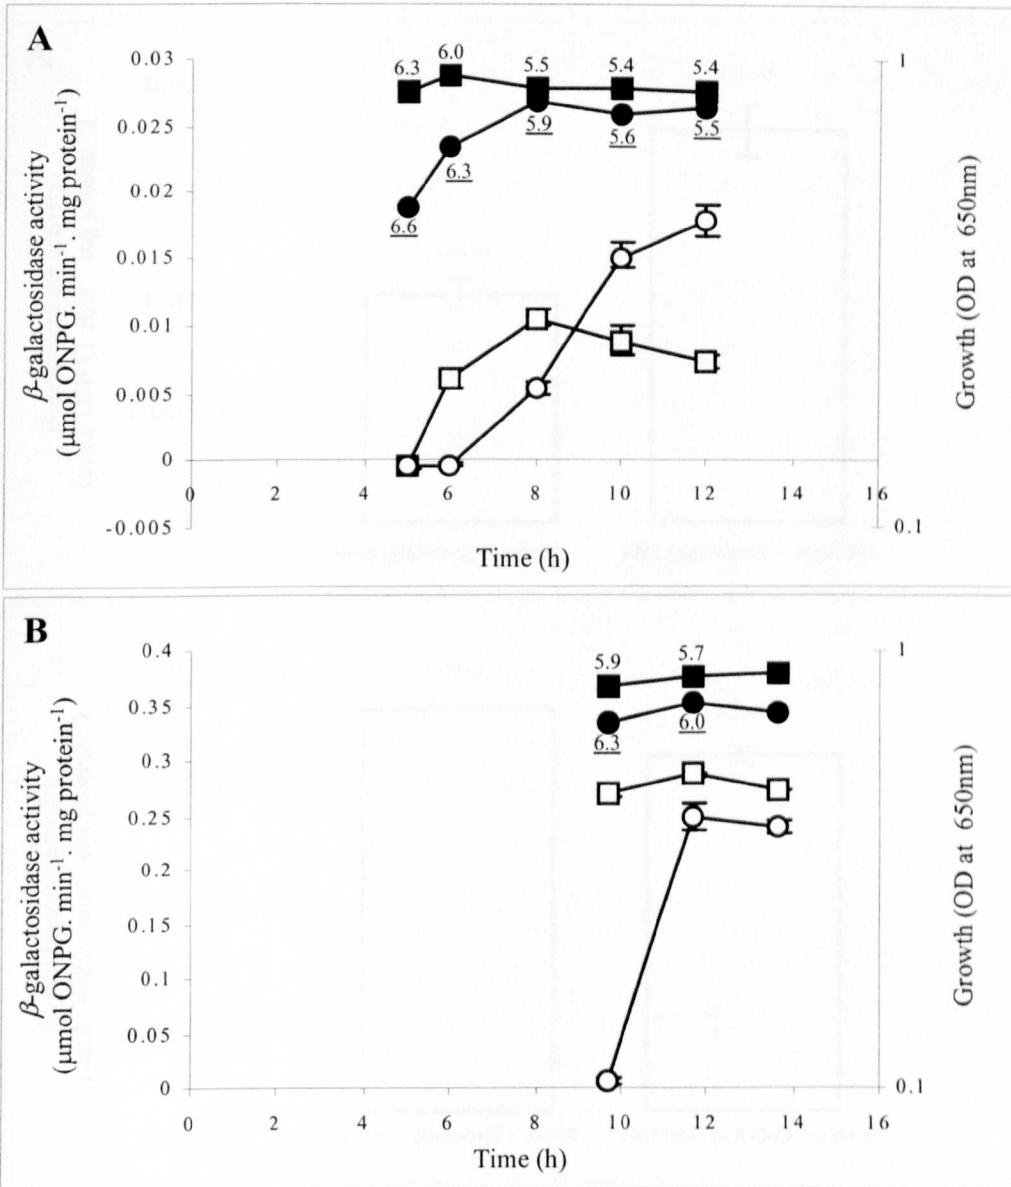 A
0.03
0.025
0.02
0.015
0.01
0.005
0
-0.005
β-galactosidase activity
(μmol ONPG. min⁻¹. mg protein⁻¹)
6.3 6.0 5.5 5.4 5.4
6.6 6.3 5.9 5.6 5.5
0 2 4 6 8 10 12 14 16
Time (h)
1
0.1
Growth (OD at 650nm)
B
0.4
0.35
0.3
0.25
0.2
0.15
0.1
0.05
0
β-galactosidase activity
(μmol ONPG. min⁻¹. mg protein⁻¹)
5.9 5.7
6.3 6.0
0 2 4 6 8 10 12 14 16
Time (h)
1
0.1
Growth (OD at 650nm)